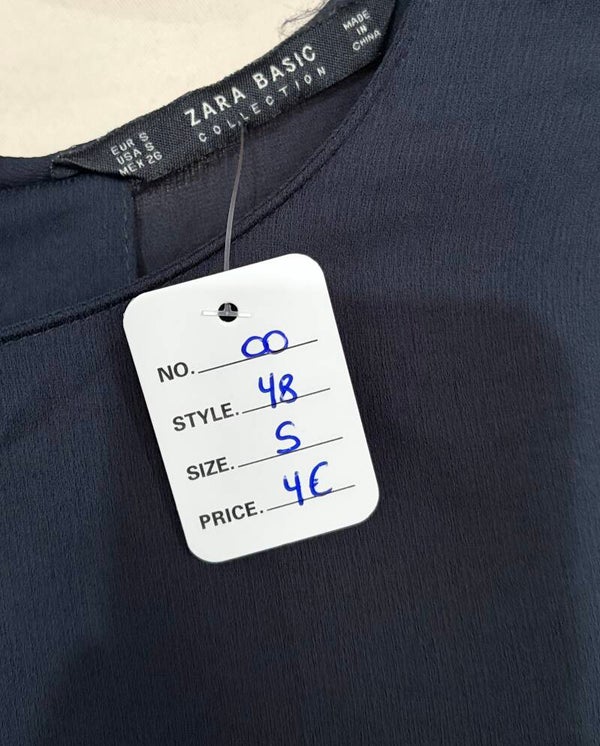 ZARA BASIC
COLLECTION
MADE
IN
CHINA
EUR S
USA S
MEX 26
NO. 00
STYLE. 48
SIZE. S
PRICE. 4€